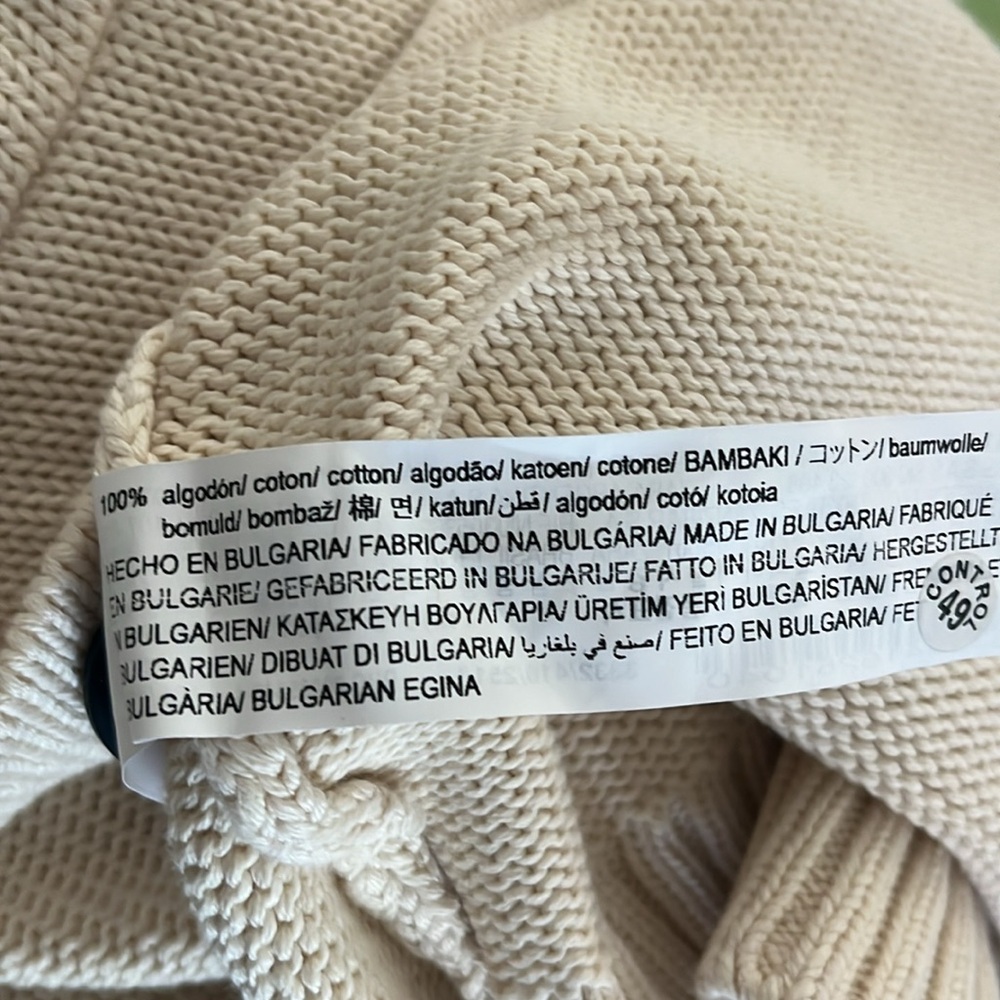 100% algodón/ coton/ cotton/ algodão/ katoen/ cotone/ BAMBAKI / コットン/ baumwolle/
bomuld/ bombaž/ 棉/ 면/ katun/ قطن/ algodón/ cotó/ kotoia
HECHO EN BULGARIA/ FABRICADO NA BULGÁRIA/ MADE IN BULGARIA/ FABRIQUÉ
EN BULGARIE/ GEFABRICEERD IN BULGARIJE/ FATTO IN BULGARIA/ HERGESTELLT
BULGARIEN/ ΚΑΤΑΣΚΕΥΗ ΒΟΥΛΓΑΡΙΑ/ ÜRETİM YERİ BULGARİSTAN/
BULGARIEN/ DIBUAT DI BULGARIA/ صنع في بلغاريا/ FEITO EN BULGARIA/
BULGÀRIA/ BULGARIAN EGINA
CONTROL
49